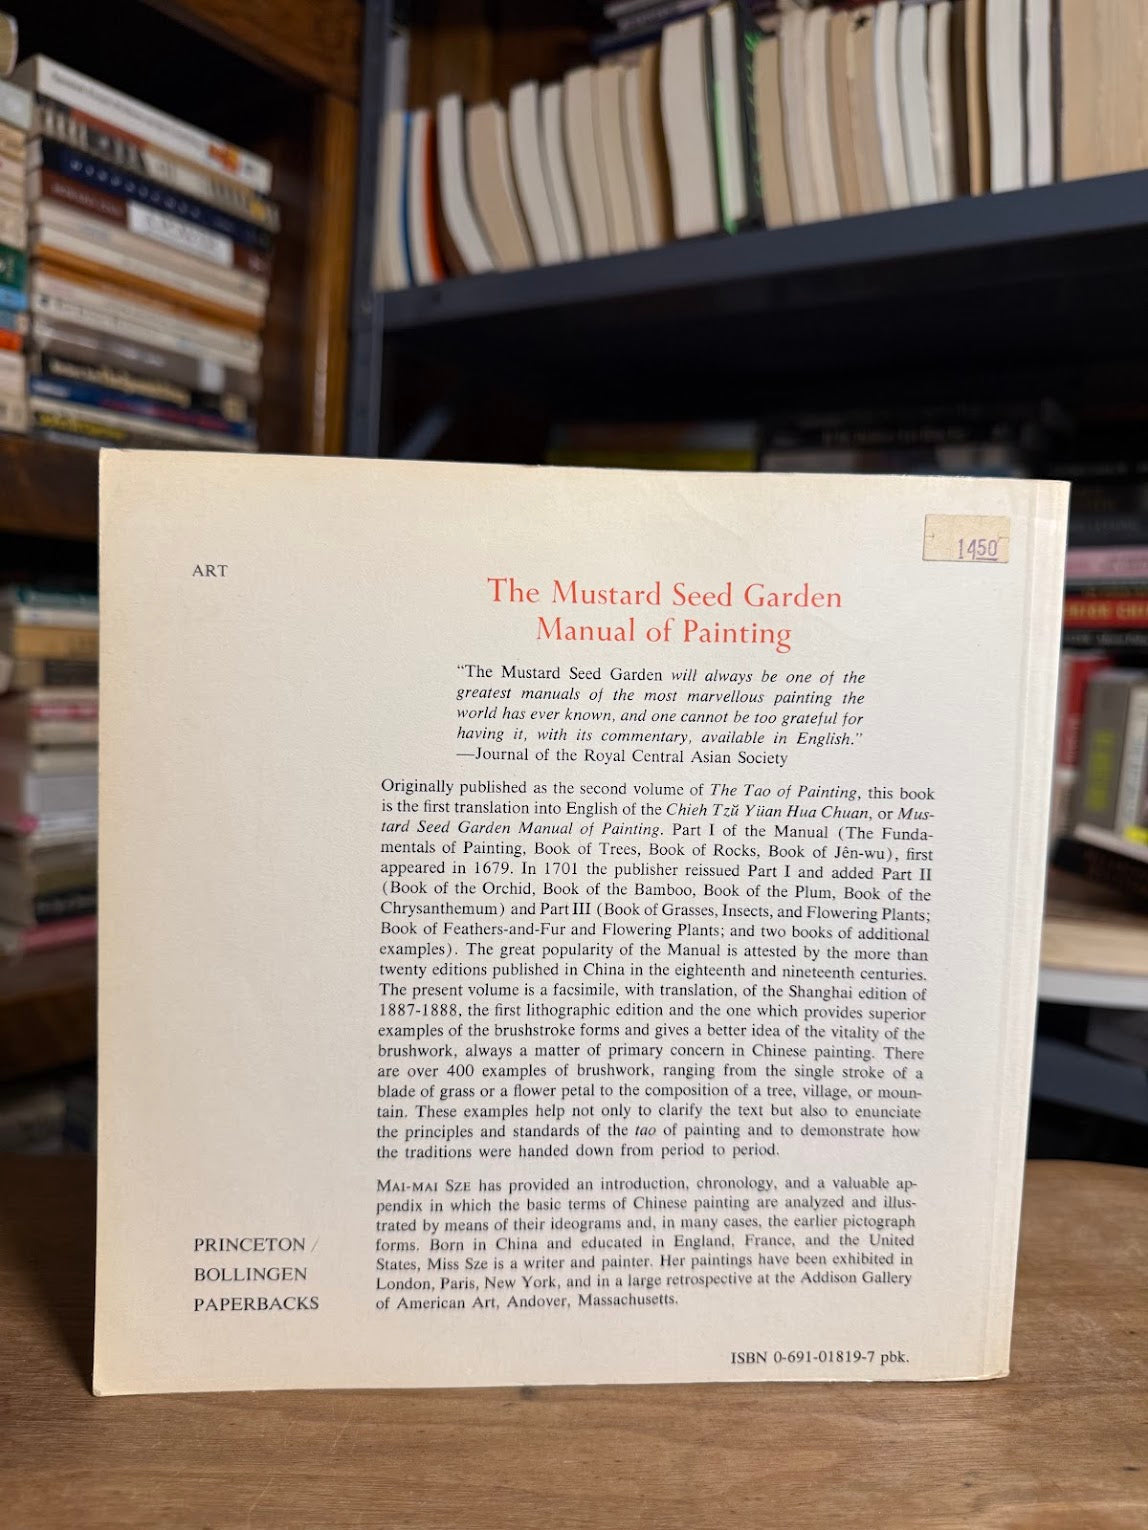 ART
1450
The Mustard Seed Garden
Manual of Painting
“The Mustard Seed Garden will always be one of the
greatest manuals of the most marvellous painting the
world has ever known, and one cannot be too grateful for
having it, with its commentary, available in English.”
—Journal of the Royal Central Asian Society
Originally published as the second volume of The Tao of Painting, this book
is the first translation into English of the Chieh Tzŭ Yüan Hua Chuan, or Mus-
tard Seed Garden Manual of Painting. Part I of the Manual (The Funda-
mentals of Painting, Book of Trees, Book of Rocks, Book of Jên-wu), first
appeared in 1679. In 1701 the publisher reissued Part I and added Part II
(Book of the Orchid, Book of the Bamboo, Book of the Plum, Book of the
Chrysanthemum) and Part III (Book of Grasses, Insects, and Flowering Plants;
Book of Feathers-and-Fur and Flowering Plants; and two books of additional
examples). The great popularity of the Manual is attested by the more than
twenty editions published in China in the eighteenth and nineteenth centuries.
The present volume is a facsimile, with translation, of the Shanghai edition of
1887-1888, the first lithographic edition and the one which provides superior
examples of the brushstroke forms and gives a better idea of the vitality of the
brushwork, always a matter of primary concern in Chinese painting. There
are over 400 examples of brushwork, ranging from the single stroke of a
blade of grass or a flower petal to the composition of a tree, village, or moun-
tain. These examples help not only to clarify the text but also to enunciate
the principles and standards of the tao of painting and to demonstrate how
the traditions were handed down from period to period.
MAI-MAI SZE has provided an introduction, chronology, and a valuable ap-
pendix in which the basic terms of Chinese painting are analyzed and illus-
trated by means of their ideograms and, in many cases, the earlier pictograph
forms. Born in China and educated in England, France, and the United
States, Miss Sze is a writer and painter. Her paintings have been exhibited in
London, Paris, New York, and in a large retrospective at the Addison Gallery
of American Art, Andover, Massachusetts.
PRINCETON /
BOLLINGEN
PAPERBACKS
ISBN 0-691-01819-7 pbk.